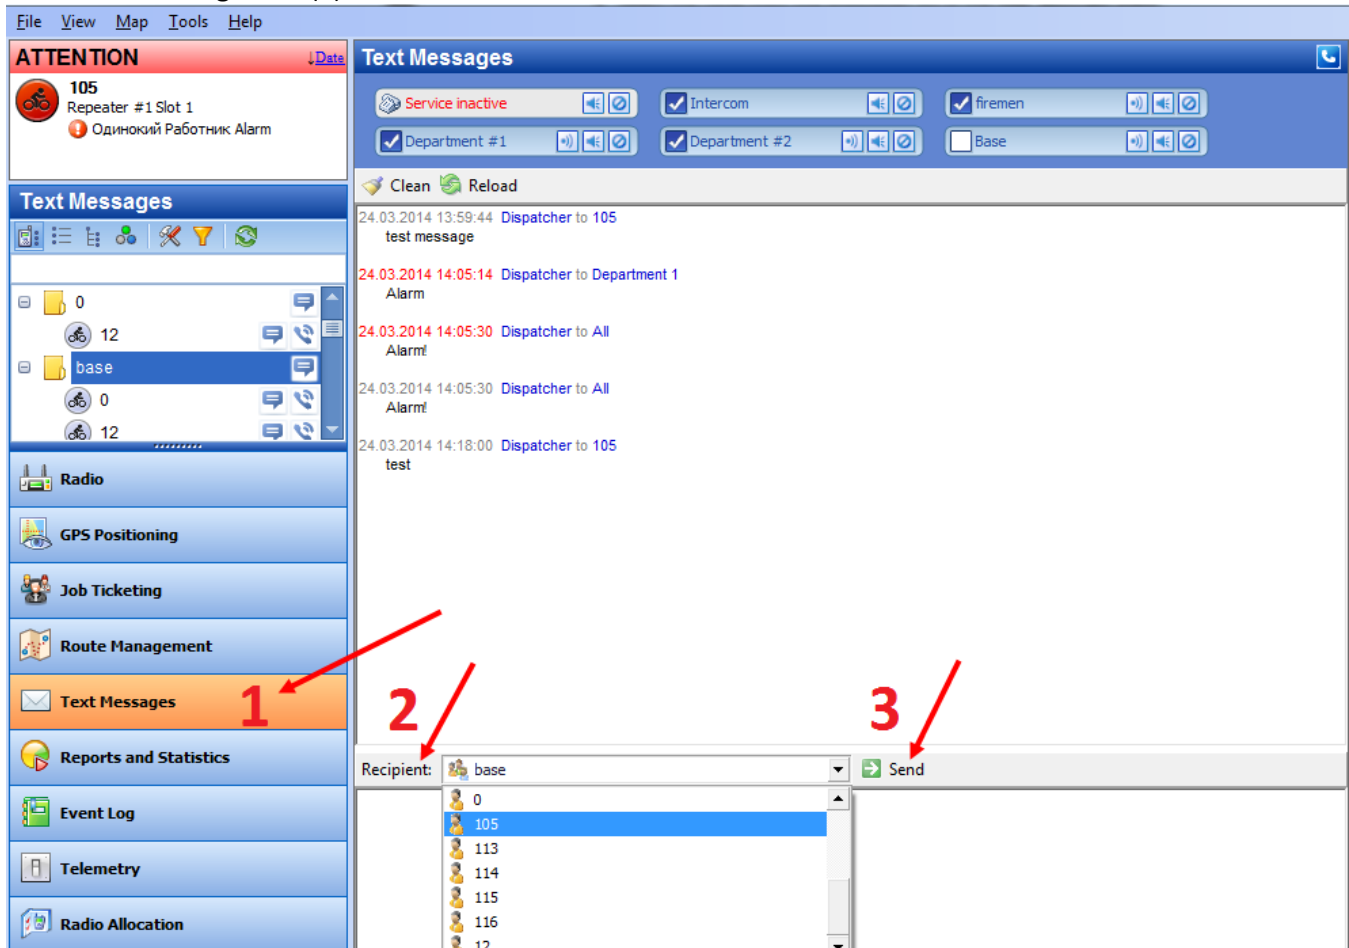 File View Map Tools Help
ATTENTION ↓Date
105
Repeater #1 Slot 1
Одинокий Работник Alarm
Text Messages
0
12
base
0
12
Radio
GPS Positioning
Job Ticketing
Route Management
Text Messages
1
Reports and Statistics
Event Log
Telemetry
Radio Allocation
Text Messages
Service inactive Intercom firemen
Department #1 Department #2 Base
Clean Reload
24.03.2014 13:59:44 Dispatcher to 105
test message
24.03.2014 14:05:14 Dispatcher to Department 1
Alarm
24.03.2014 14:05:30 Dispatcher to All
Alarm!
24.03.2014 14:05:30 Dispatcher to All
Alarm!
24.03.2014 14:18:00 Dispatcher to 105
test
2 3
Recipient: base Send
0
105
113
114
115
116
12